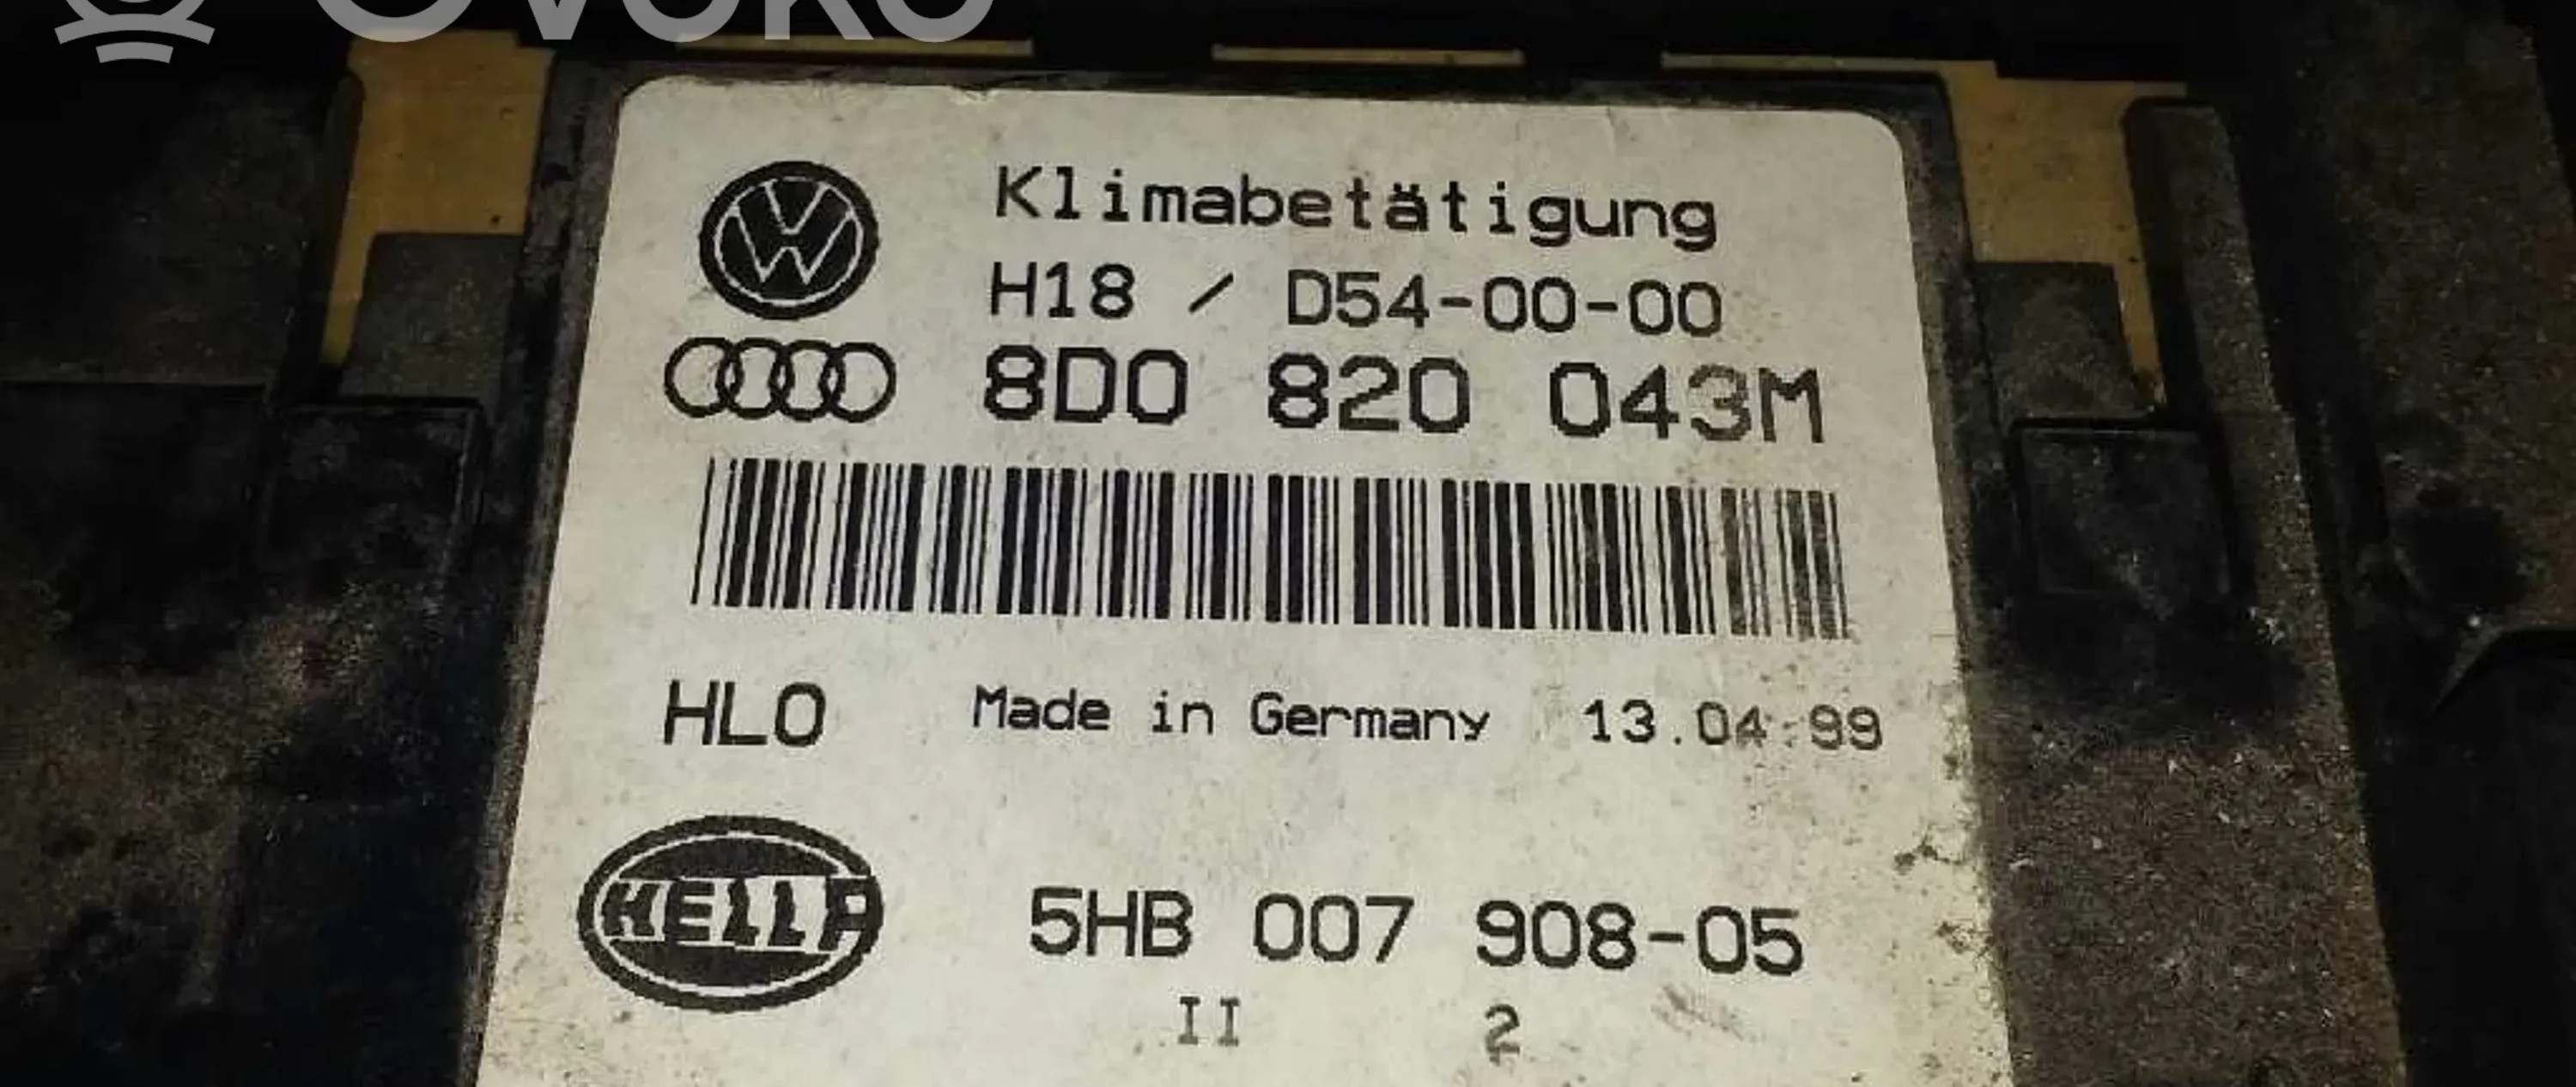 Ovoko
Klimabetätigung
H18 / D54-00-00
8D0 820 043M
HLO Made in Germany 13.04.99
HELLA
5HB 007 908-05
II 2